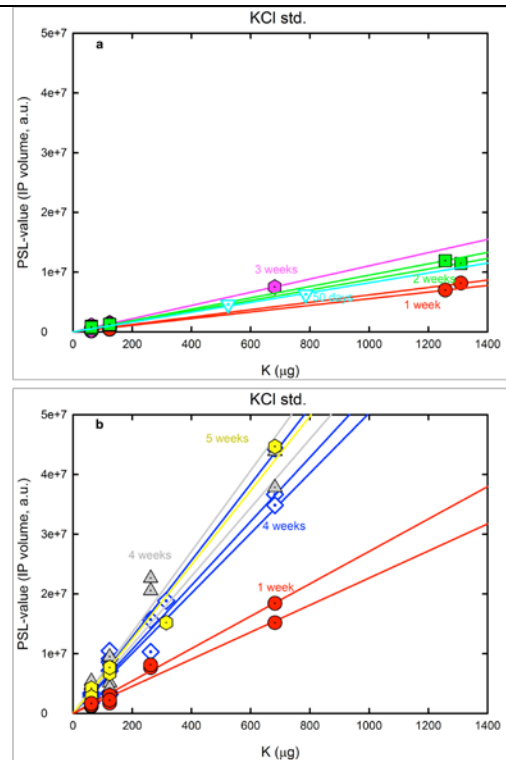 KCl std.
a
5e+7
4e+7
3e+7
2e+7
1e+7
0
PSL-value (IP volume, a.u.)
3 weeks
2 weeks
50 days
1 week
0 200 400 600 800 1000 1200 1400
K (µg)
KCl std.
b
5e+7
4e+7
3e+7
2e+7
1e+7
0
PSL-value (IP volume, a.u.)
5 weeks
4 weeks
4 weeks
1 week
0 200 400 600 800 1000 1200 1400
K (µg)